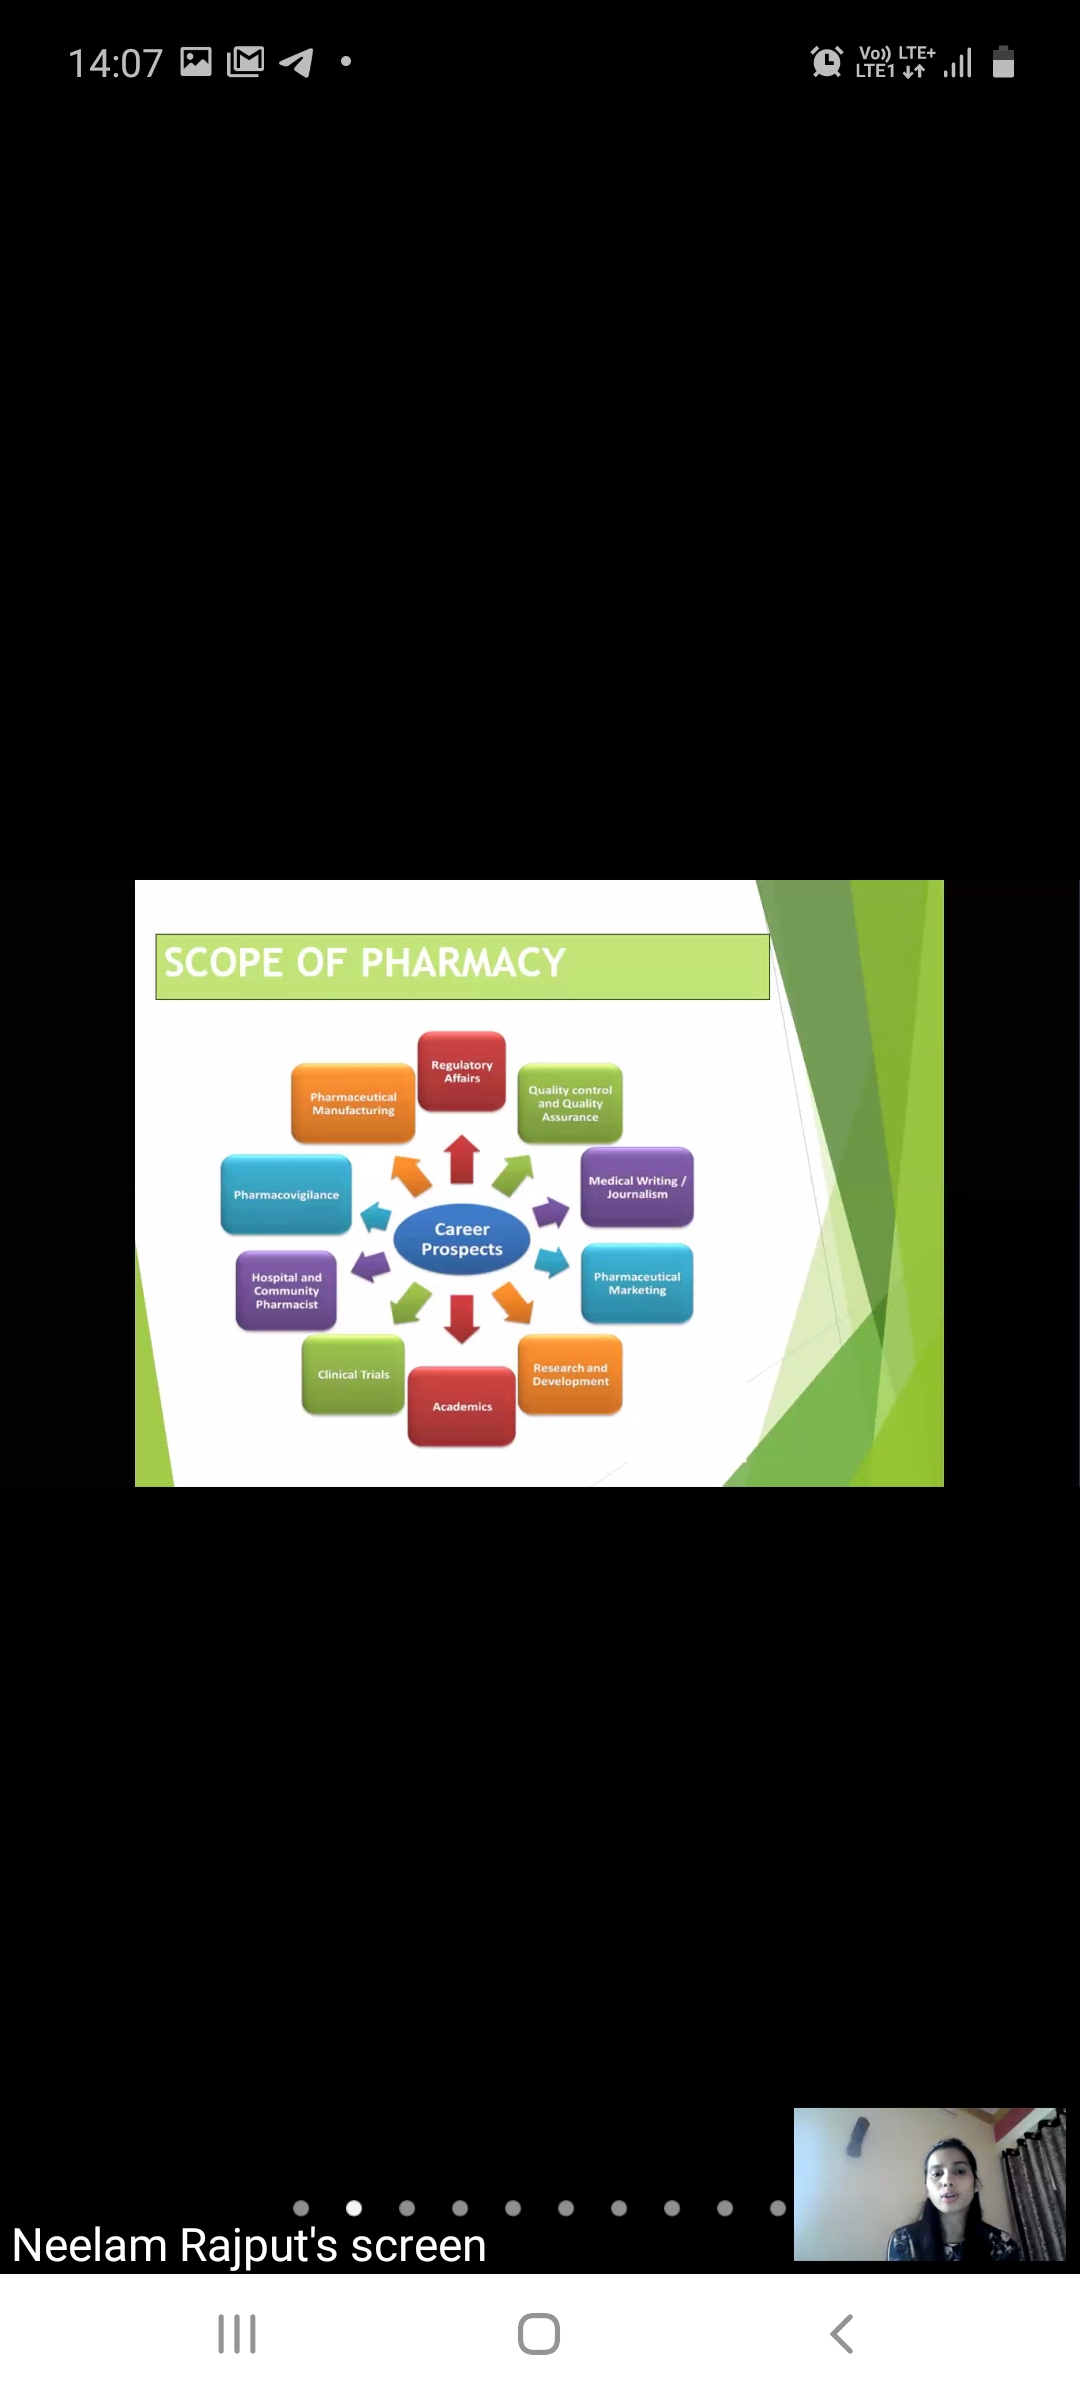 14:07
Vo)) LTE+
LTE1
SCOPE OF PHARMACY
Regulatory
Affairs
Quality control
and Quality
Assurance
Medical Writing /
Journalism
Pharmaceutical
Marketing
Research and
Development
Academics
Clinical Trials
Hospital and
Community
Pharmacist
Pharmacovigilance
Pharmaceutical
Manufacturing
Career
Prospects
Neelam Rajput's screen